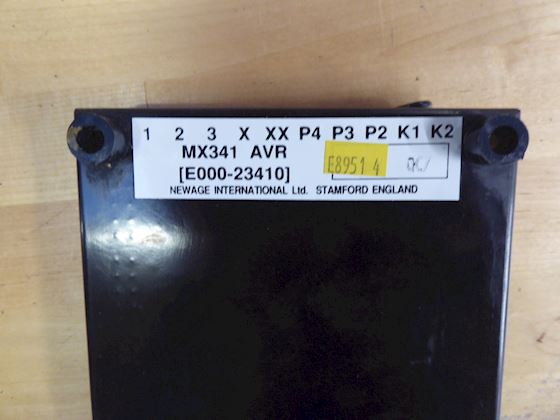 1 2 3 X XX P4 P3 P2 K1 K2
MX341 AVR
E8951 4
[E000-23410]
NEWAGE INTERNATIONAL Ltd. STAMFORD ENGLAND